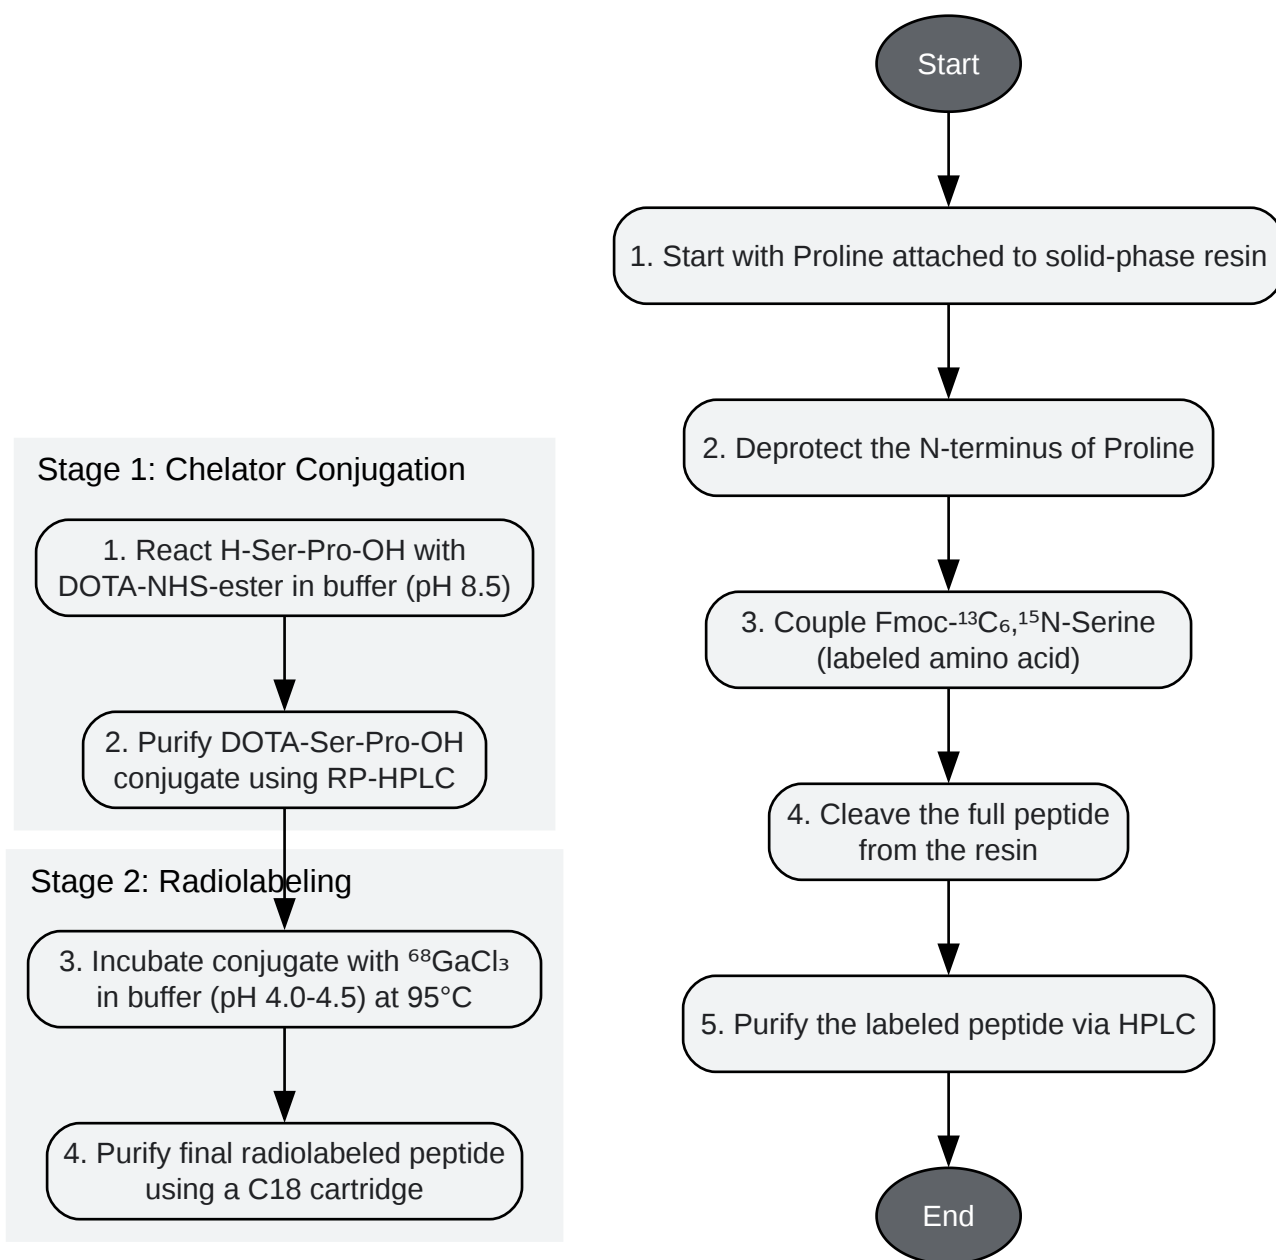 Stage 1: Chelator Conjugation
1. React H-Ser-Pro-OH with
DOTA-NHS-ester in buffer (pH 8.5)
2. Purify DOTA-Ser-Pro-OH
conjugate using RP-HPLC
Stage 2: Radiolabeling
3. Incubate conjugate with ⁶⁸GaCl₃
in buffer (pH 4.0-4.5) at 95°C
4. Purify final radiolabeled peptide
using a C18 cartridge
Start
1. Start with Proline attached to solid-phase resin
2. Deprotect the N-terminus of Proline
3. Couple Fmoc-¹³C₆,¹⁵N-Serine
(labeled amino acid)
4. Cleave the full peptide
from the resin
5. Purify the labeled peptide via HPLC
End